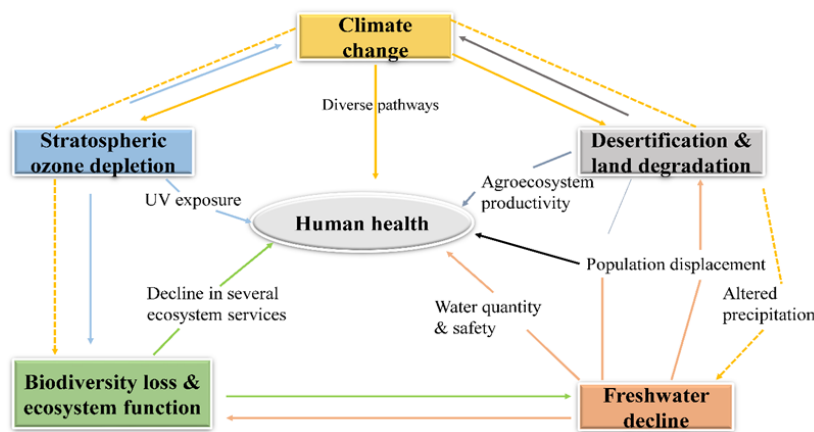 Climate
change
Diverse pathways
Stratospheric
ozone depletion
Desertification &
land degradation
UV exposure
Agroecosystem
productivity
Human health
Population displacement
Decline in several
ecosystem services
Water quantity
& safety
Altered
precipitation
Biodiversity loss &
ecosystem function
Freshwater
decline